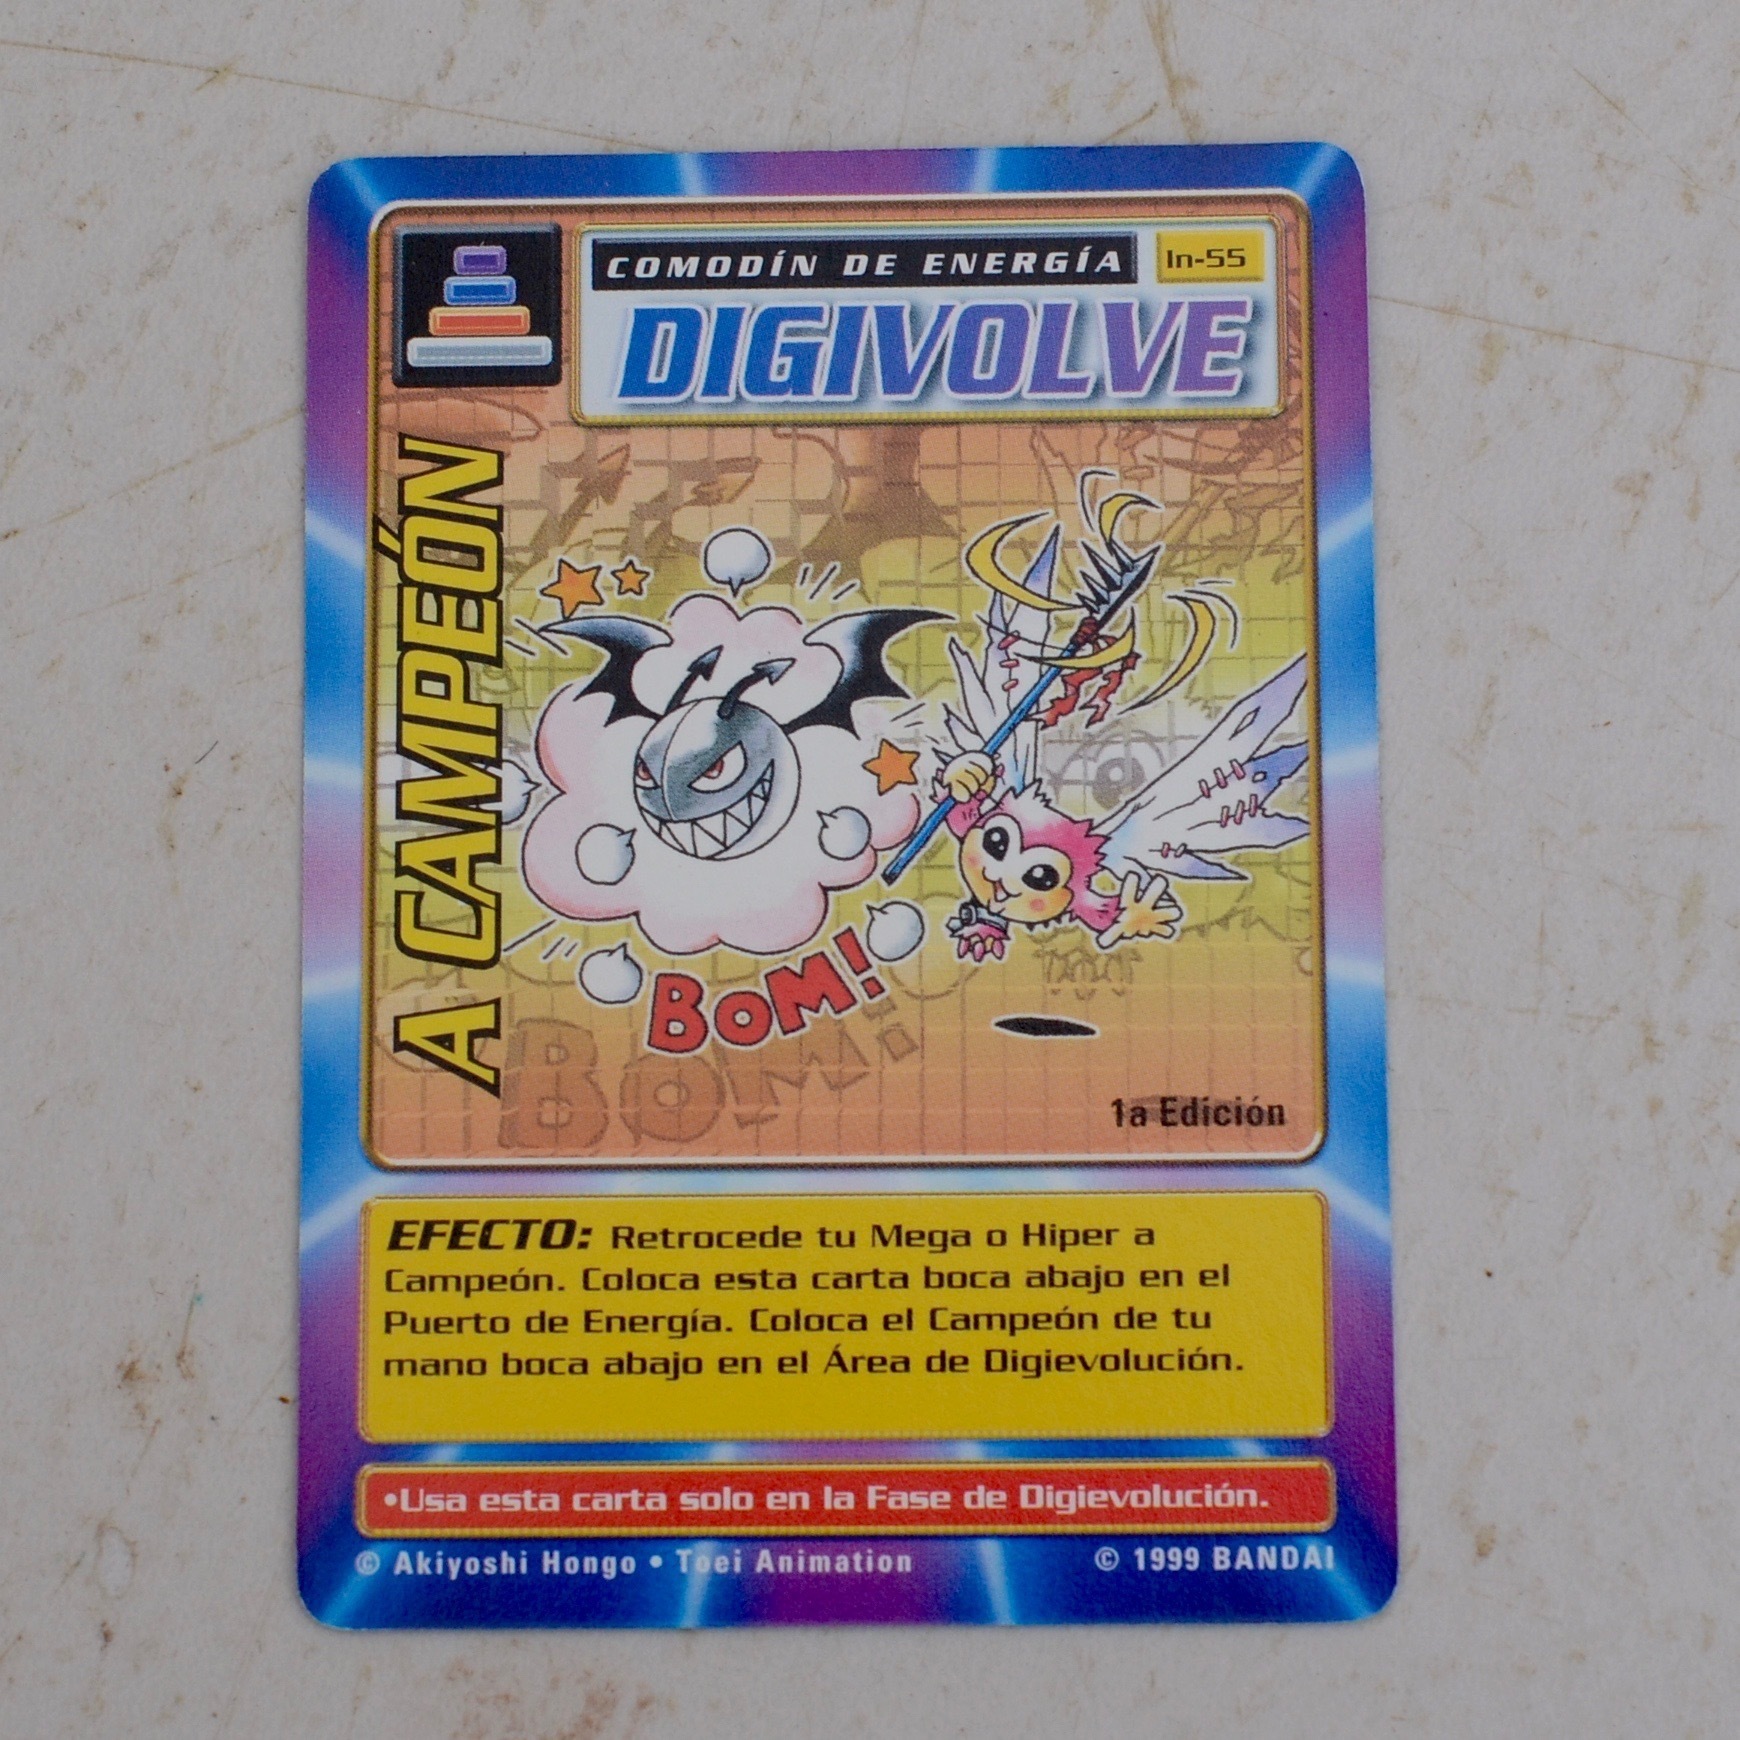 COMODÍN DE ENERGÍA
In-55
DIGIVOLVE
A CAMPEÓN
BOM!
BOM!
1a Edición
EFECTO: Retrocede tu Mega o Hiper a
Campeón. Coloca esta carta boca abajo en el
Puerto de Energía. Coloca el Campeón de tu
mano boca abajo en el Área de Digievolución.
•Usa esta carta solo en la Fase de Digievolución.
© Akiyoshi Hongo • Toei Animation
© 1999 BANDAI